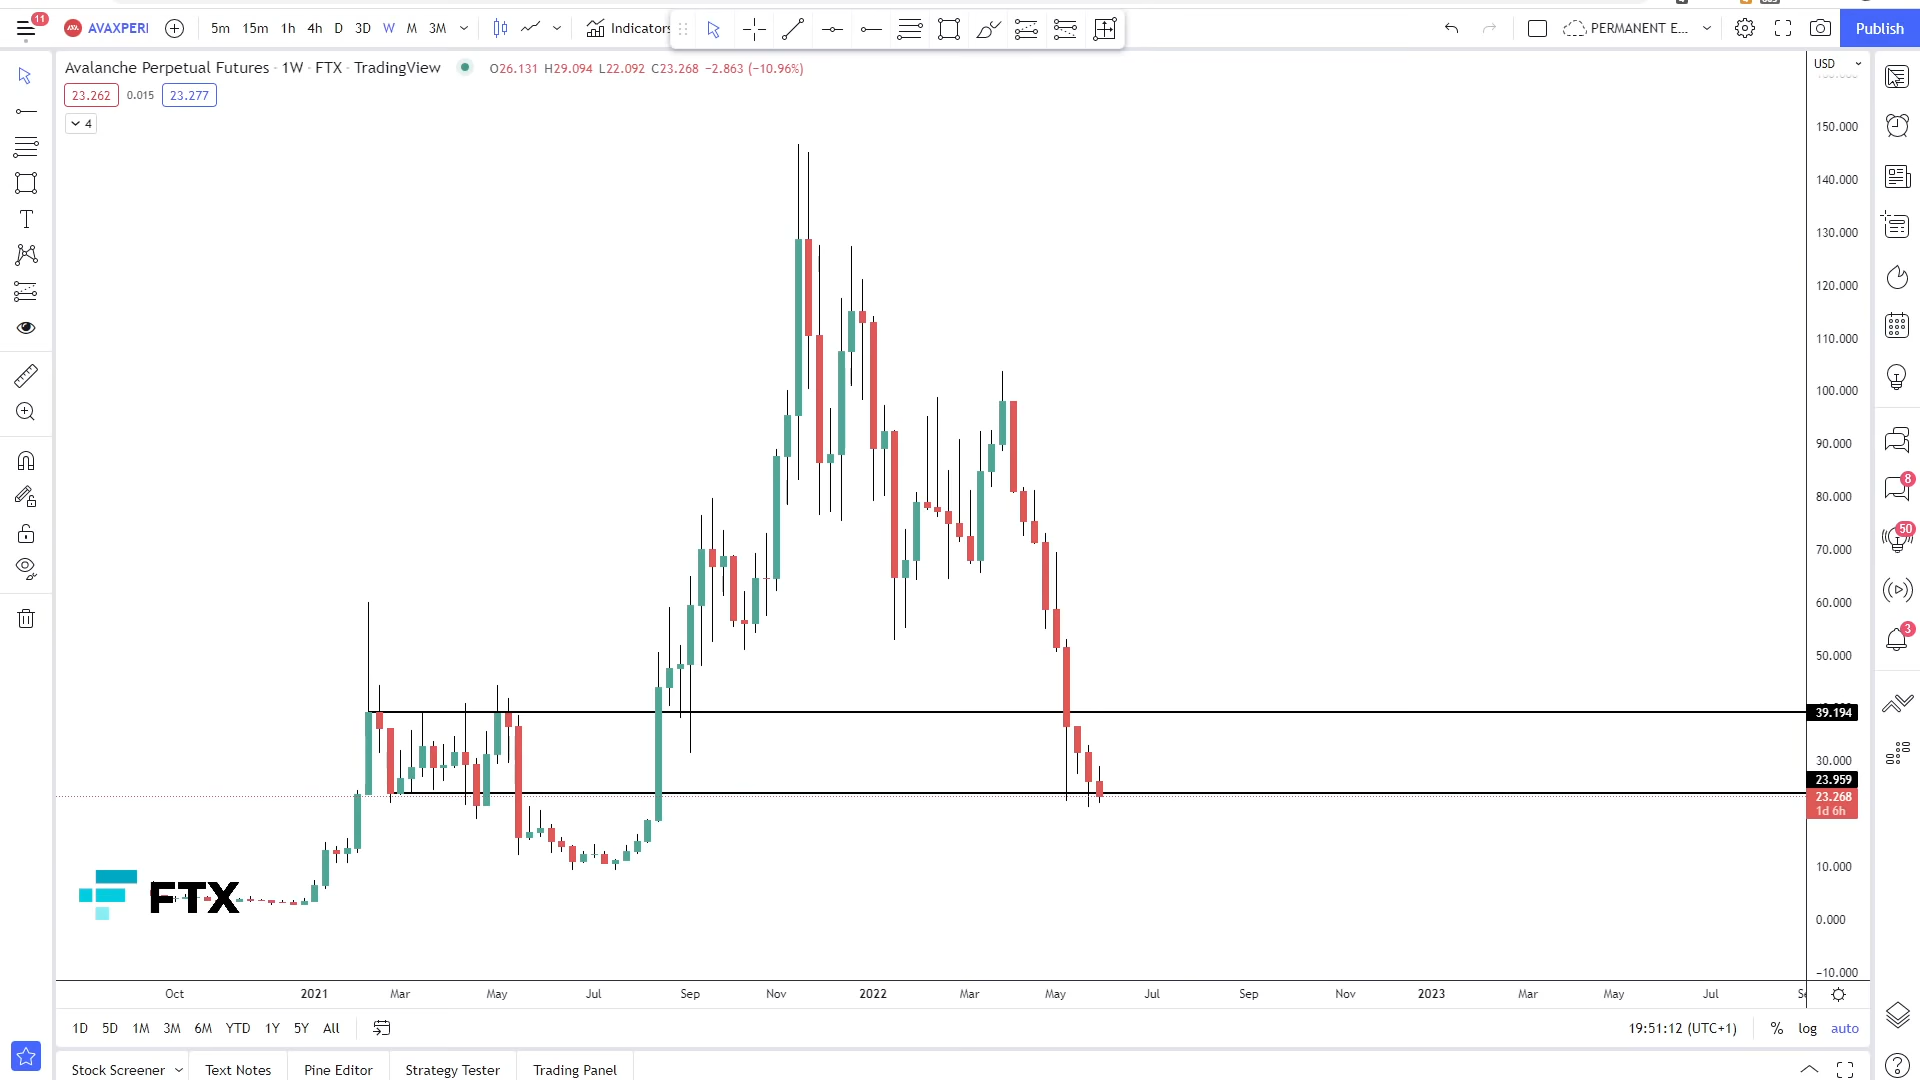 11
AVAXPERI
5m 15m 1h 4h D 3D W M 3M
Indicators
PERMANENT E...
Publish
Avalanche Perpetual Futures · 1W · FTX · TradingView
O26.131 H29.094 L22.092 C23.268 −2.863 (−10.96%)
USD
23.262 0.015 23.277
4
150.000
140.000
130.000
120.000
110.000
100.000
90.000
80.000
70.000
60.000
50.000
39.194
30.000
23.959
23.268
1d 6h
10.000
0.000
−10.000
8
50
3
FTX
Oct 2021 Mar May Jul Sep Nov 2022 Mar May Jul Sep Nov 2023 Mar May Jul
1D 5D 1M 3M 6M YTD 1Y 5Y All
19:51:12 (UTC+1) % log auto
Stock Screener Text Notes Pine Editor Strategy Tester Trading Panel